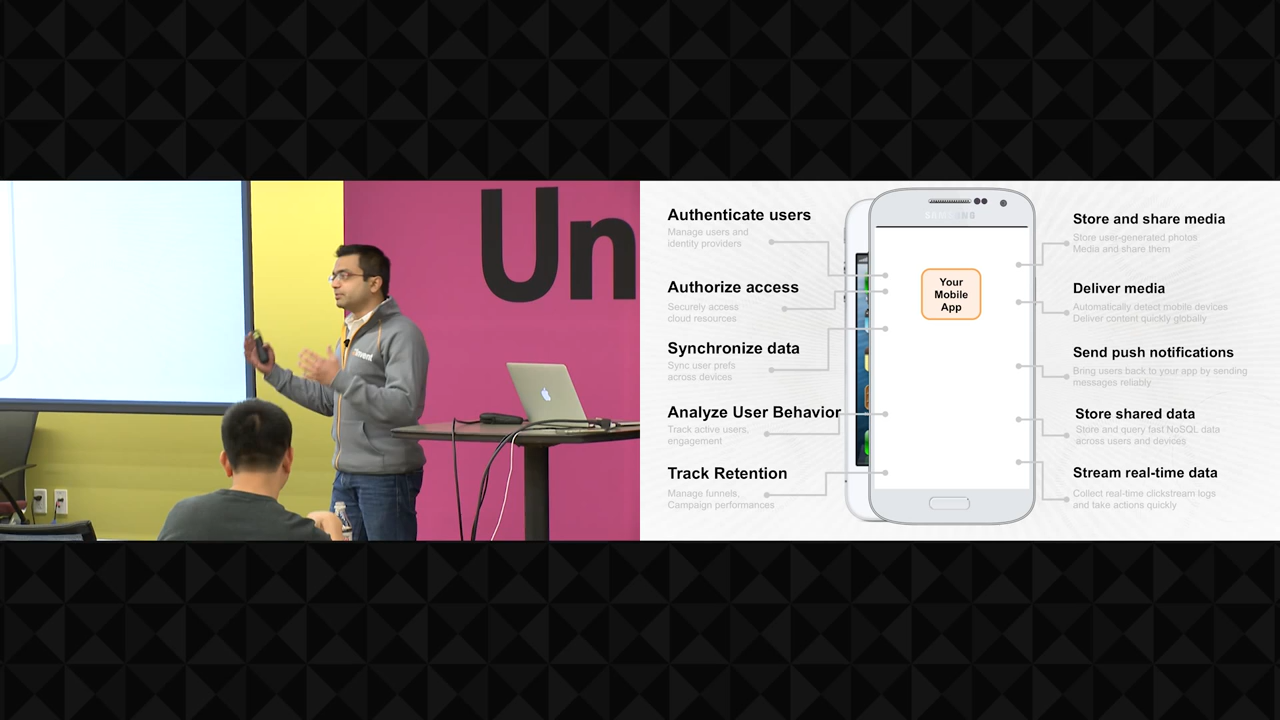 Un
invent
Authenticate users
Manage users and
identity providers
Authorize access
Securely access
cloud resources
Synchronize data
Sync user prefs
across devices
Analyze User Behavior
Track active users,
engagement
Track Retention
Manage funnels,
Campaign performances
SAMSUNG
Your
Mobile
App
Store and share media
Store user-generated photos
Media and share them
Deliver media
Automatically detect mobile devices
Deliver content quickly globally
Send push notifications
Bring users back to your app by sending
messages reliably
Store shared data
Store and query fast NoSQL data
across users and devices
Stream real-time data
Collect real-time clickstream logs
and take actions quickly